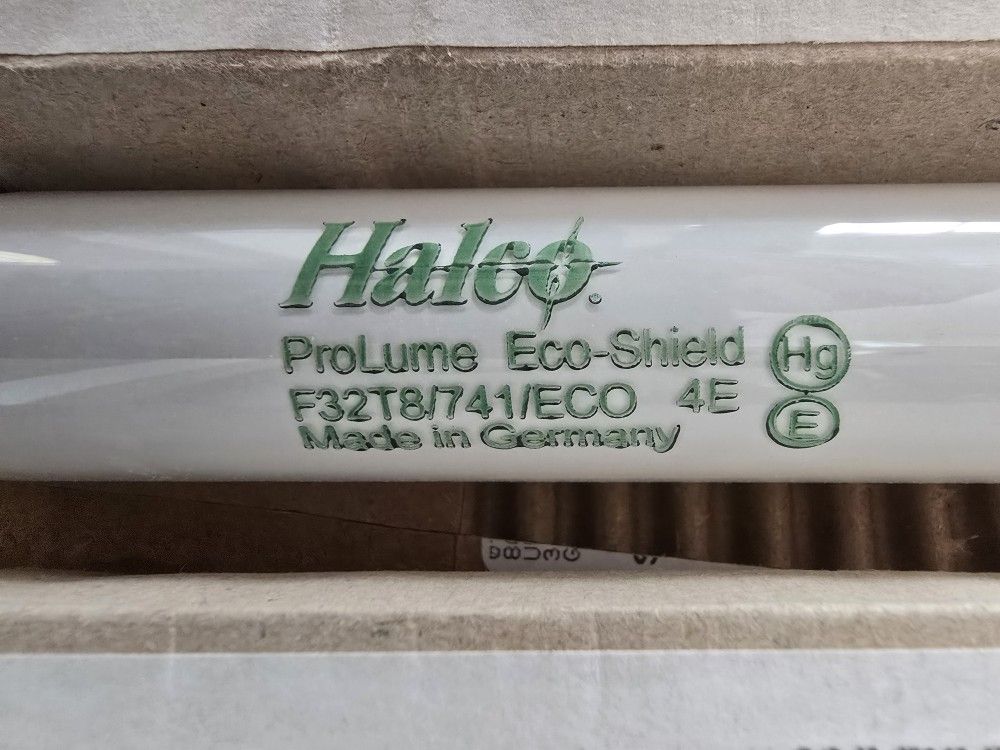 Halco®
ProLume Eco-Shield
F32T8/741/ECO 4E
Made in Germany
Hg
E